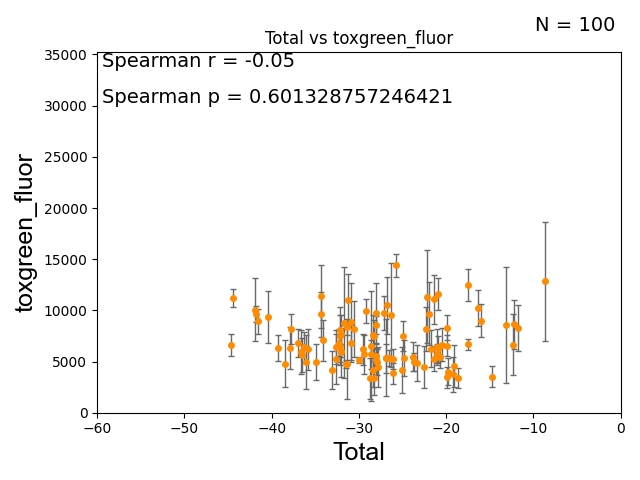 N = 100
Total vs toxgreen_fluor
Spearman r = -0.05
Spearman p = 0.601328757246421
35000
30000
25000
20000
15000
10000
5000
0
toxgreen_fluor
−60
−50
−40
−30
−20
−10
0
Total